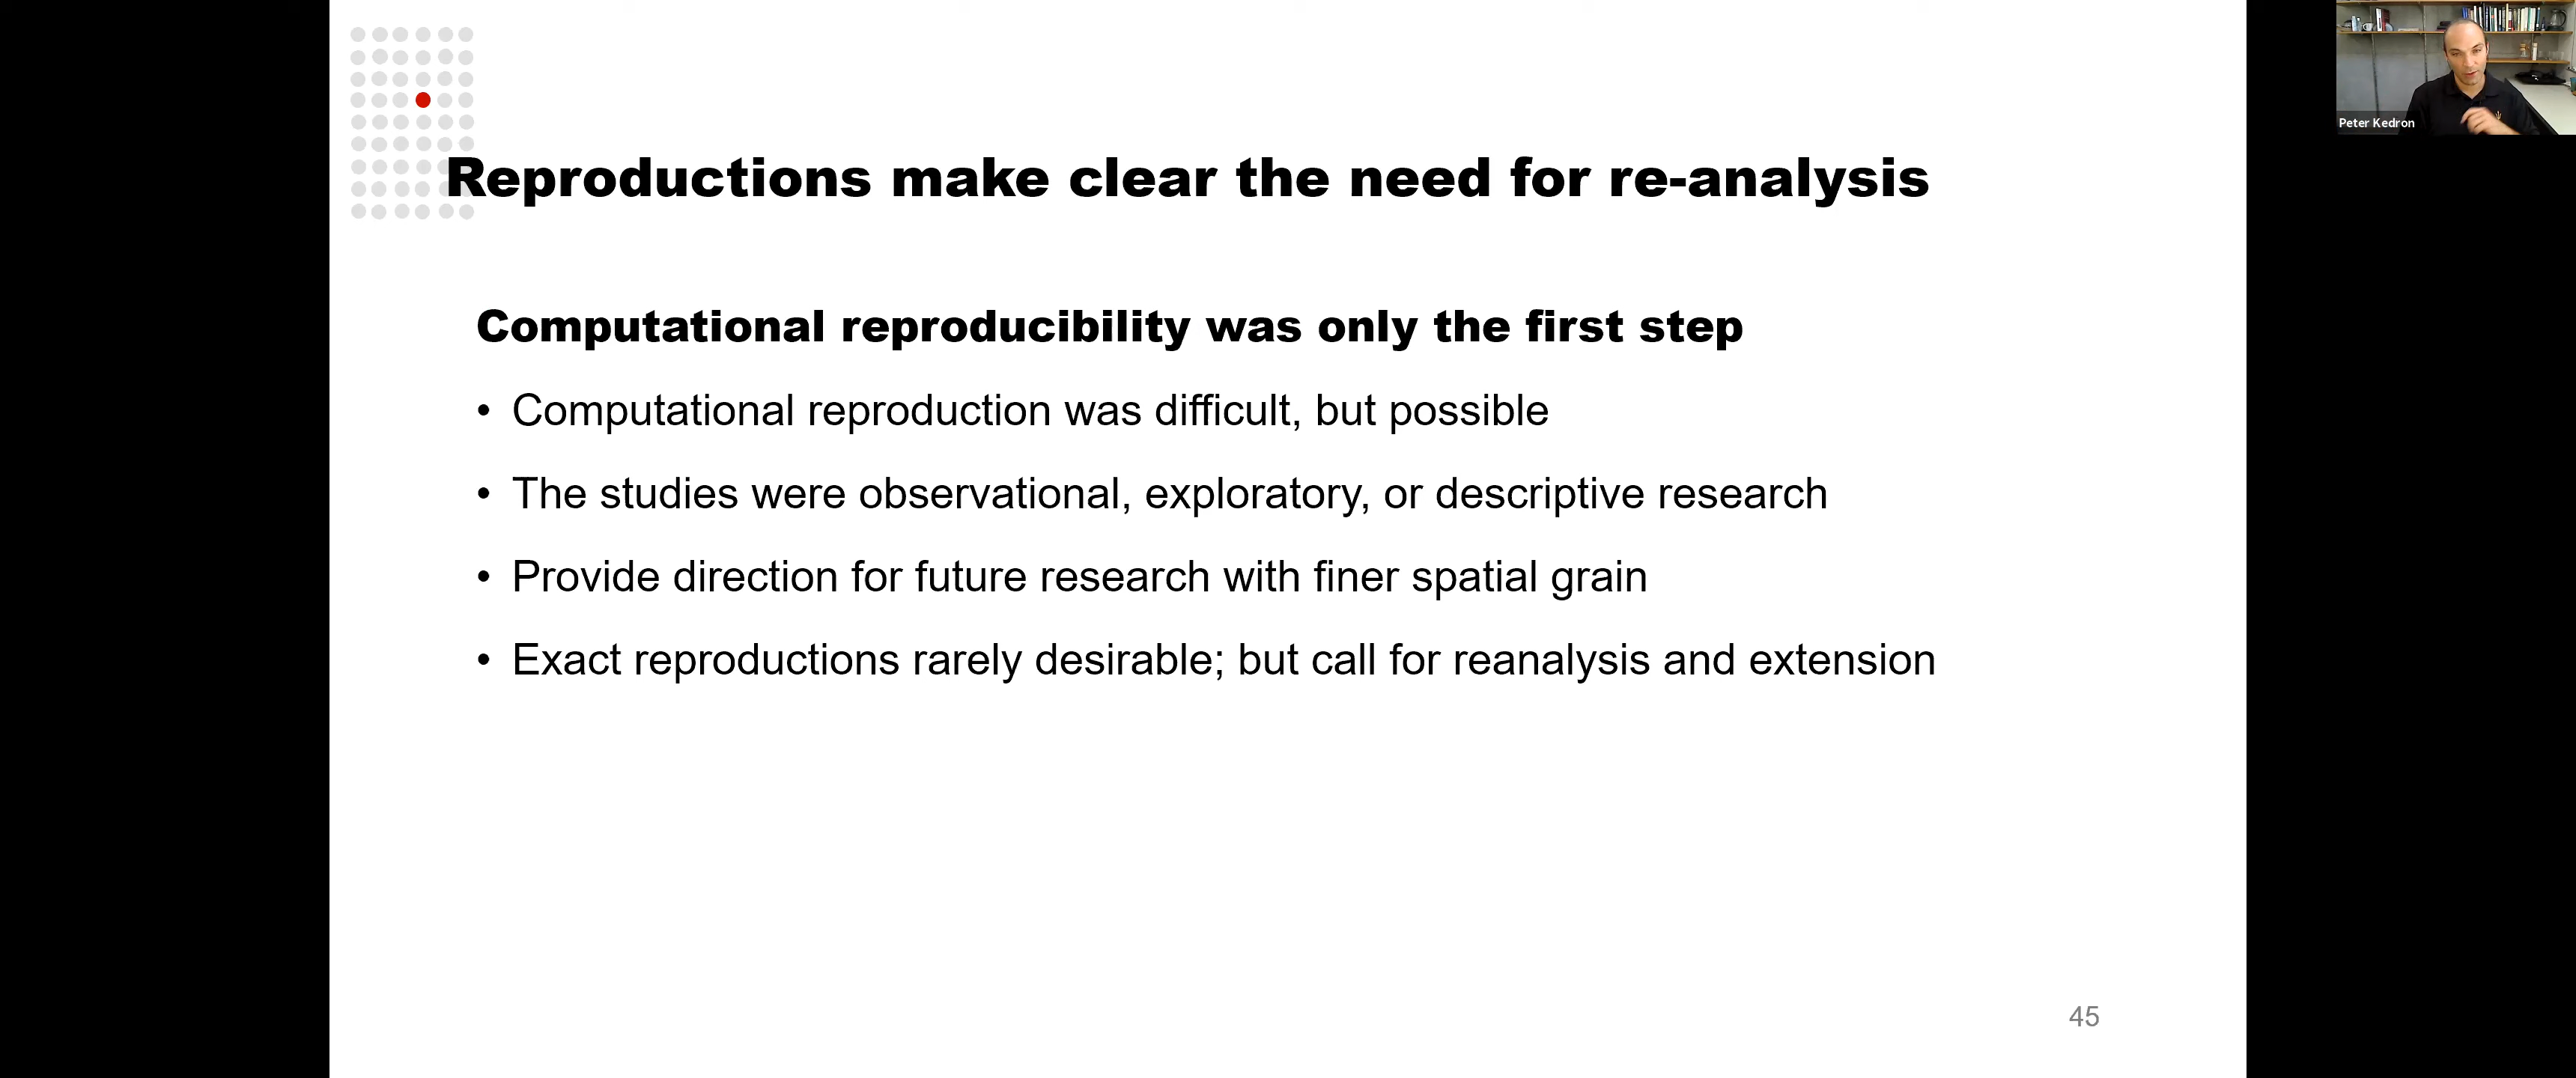 Peter Kedron
Reproductions make clear the need for re-analysis
Computational reproducibility was only the first step
• Computational reproduction was difficult, but possible
• The studies were observational, exploratory, or descriptive research
• Provide direction for future research with finer spatial grain
• Exact reproductions rarely desirable; but call for reanalysis and extension
45